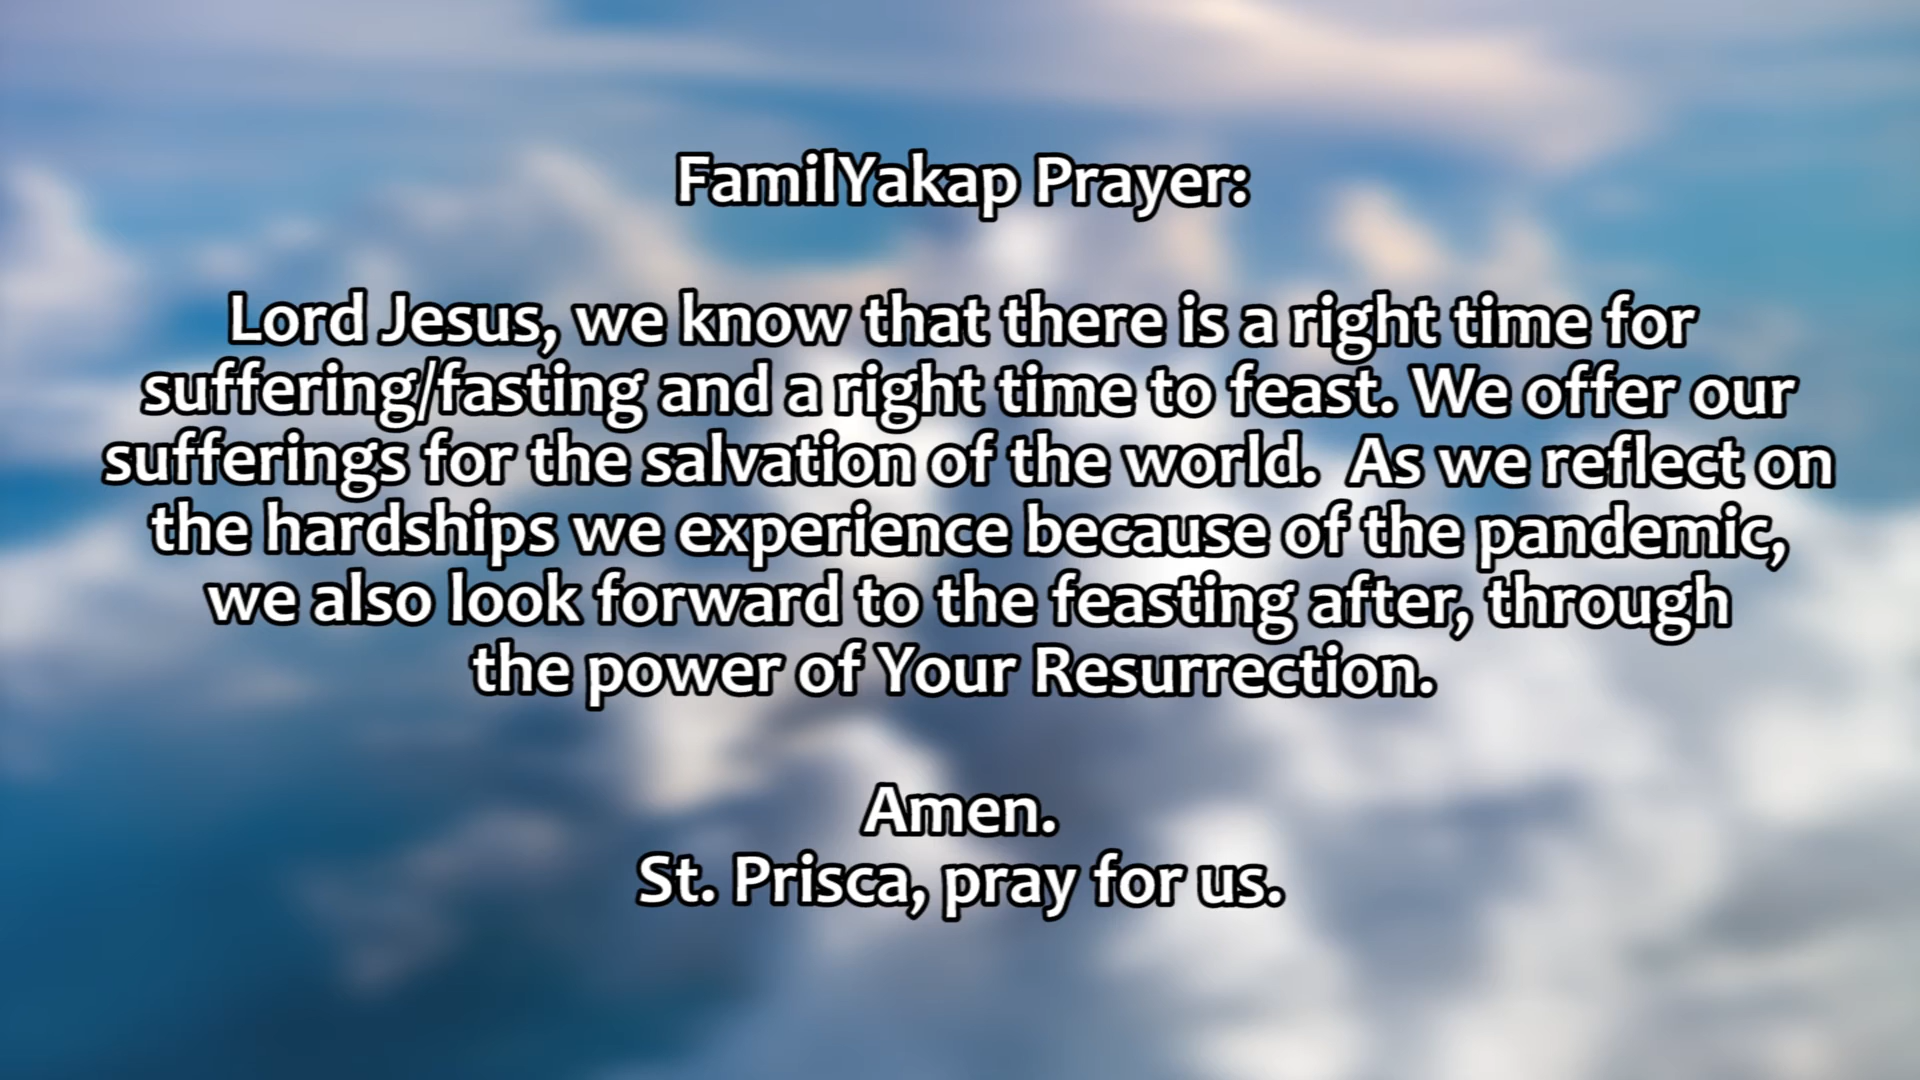 FamilYakap Prayer:
Lord Jesus, we know that there is a right time for
suffering/fasting and a right time to feast. We offer our
sufferings for the salvation of the world.  As we reflect on
the hardships we experience because of the pandemic,
we also look forward to the feasting after, through
the power of Your Resurrection.
Amen.
St. Prisca, pray for us.